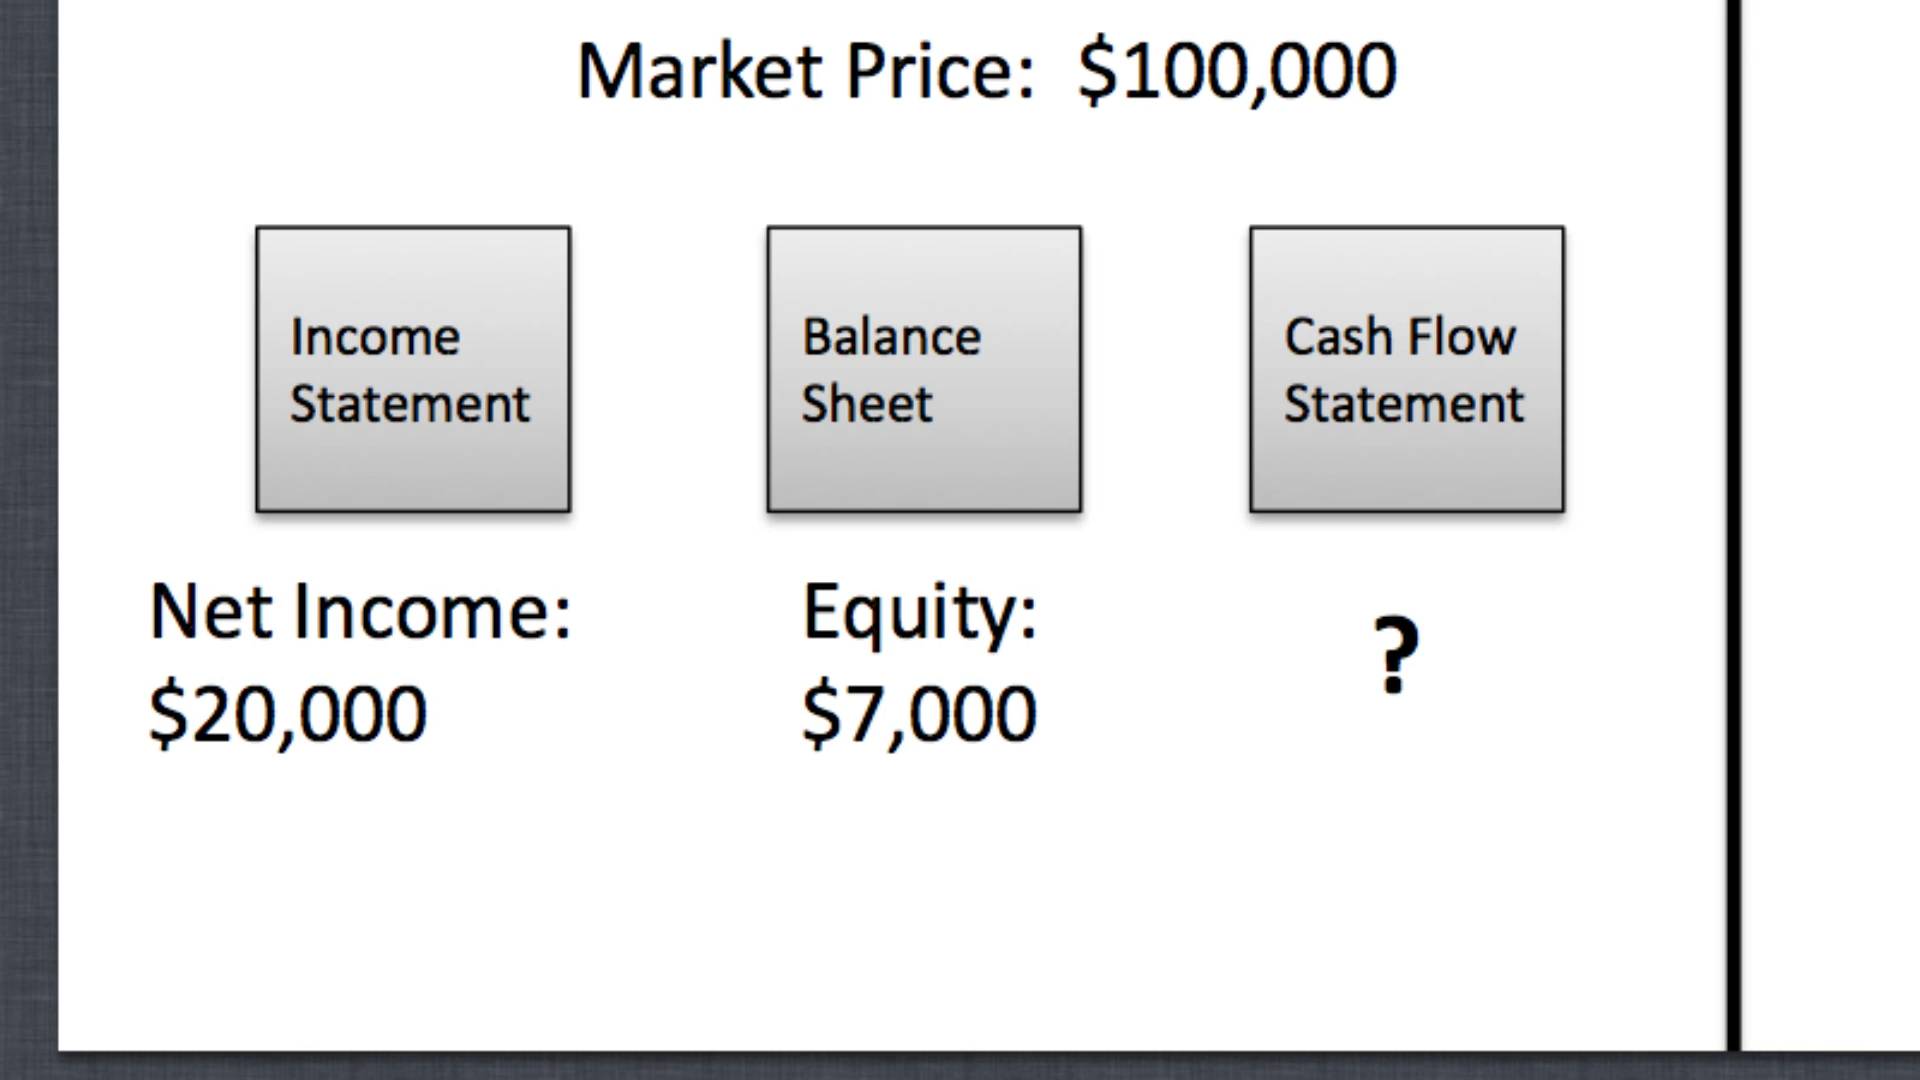 Market Price: $100,000
Income
Statement
Balance
Sheet
Cash Flow
Statement
Net Income:
$20,000
Equity:
$7,000
?